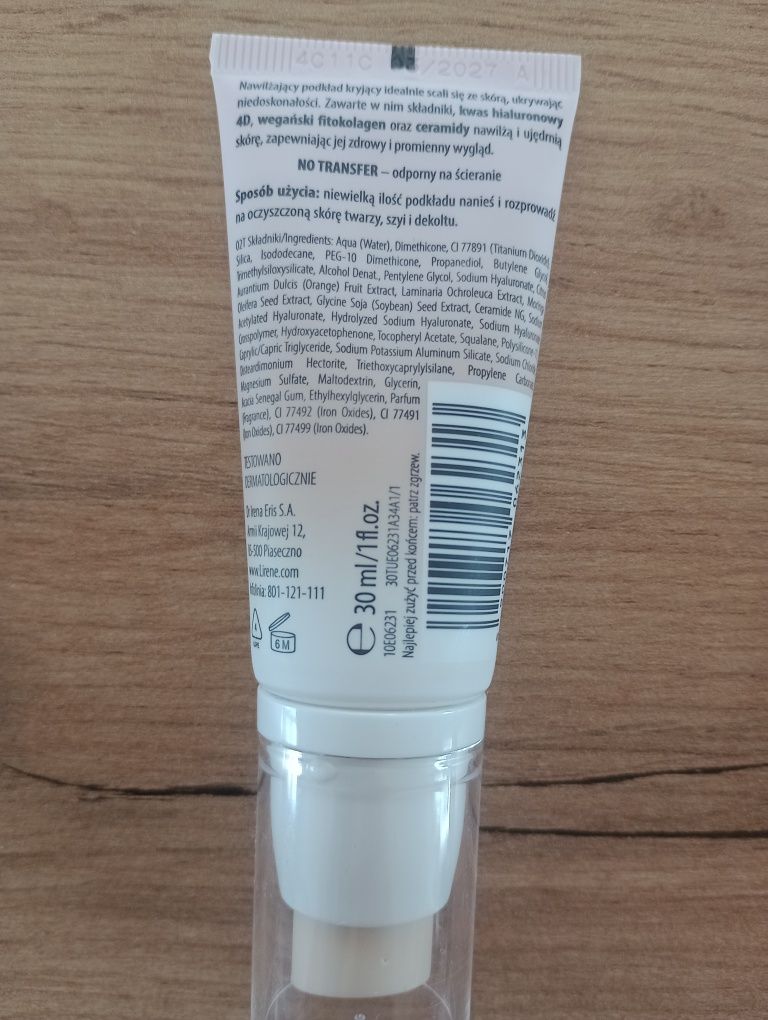 4C11C 03/2027 A
Nawilżający podkład kryjący idealnie scali się ze skórą, ukrywając
niedoskonałości. Zawarte w nim składniki, kwas hialuronowy
4D, wegański fitokolagen oraz ceramidy nawilżą i ujędrnią
skórę, zapewniając jej zdrowy i promienny wygląd.
NO TRANSFER – odporny na ścieranie
Sposób użycia: niewielką ilość podkładu nanieś i rozprowadź
na oczyszczoną skórę twarzy, szyi i dekoltu.
02T Składniki/Ingredients: Aqua (Water), Dimethicone, CI 77891 (Titanium Dioxide),
Silica, Isododecane, PEG-10 Dimethicone, Propanediol, Butylene Glycol,
Trimethylsiloxysilicate, Alcohol Denat., Pentylene Glycol, Sodium Hyaluronate,
Aurantium Dulcis (Orange) Fruit Extract, Laminaria Ochroleuca Extract,
Oleifera Seed Extract, Glycine Soja (Soybean) Seed Extract, Ceramide NG,
Acetylated Hyaluronate, Hydrolyzed Sodium Hyaluronate, Sodium
Crosspolymer, Hydroxyacetophenone, Tocopheryl Acetate, Squalane,
Caprylic/Capric Triglyceride, Sodium Potassium Aluminum Silicate, Sodium
Disteardimonium Hectorite, Triethoxycaprylylsilane, Propylene
Magnesium Sulfate, Maltodextrin, Glycerin,
Acacia Senegal Gum, Ethylhexylglycerin, Parfum
(Fragrance), CI 77492 (Iron Oxides), CI 77491
(Iron Oxides), CI 77499 (Iron Oxides).
TESTOWANO
DERMATOLOGICZNIE
Dr Irena Eris S.A.
Armii Krajowej 12,
05-500 Piaseczno
www.Lirene.com
Infolinia: 801-121-111
6 M
e 30 ml/1 fl.oz.
10E06231 30TUE06231A34A1/1
Najlepiej zużyć przed końcem: patrz zgrzew.